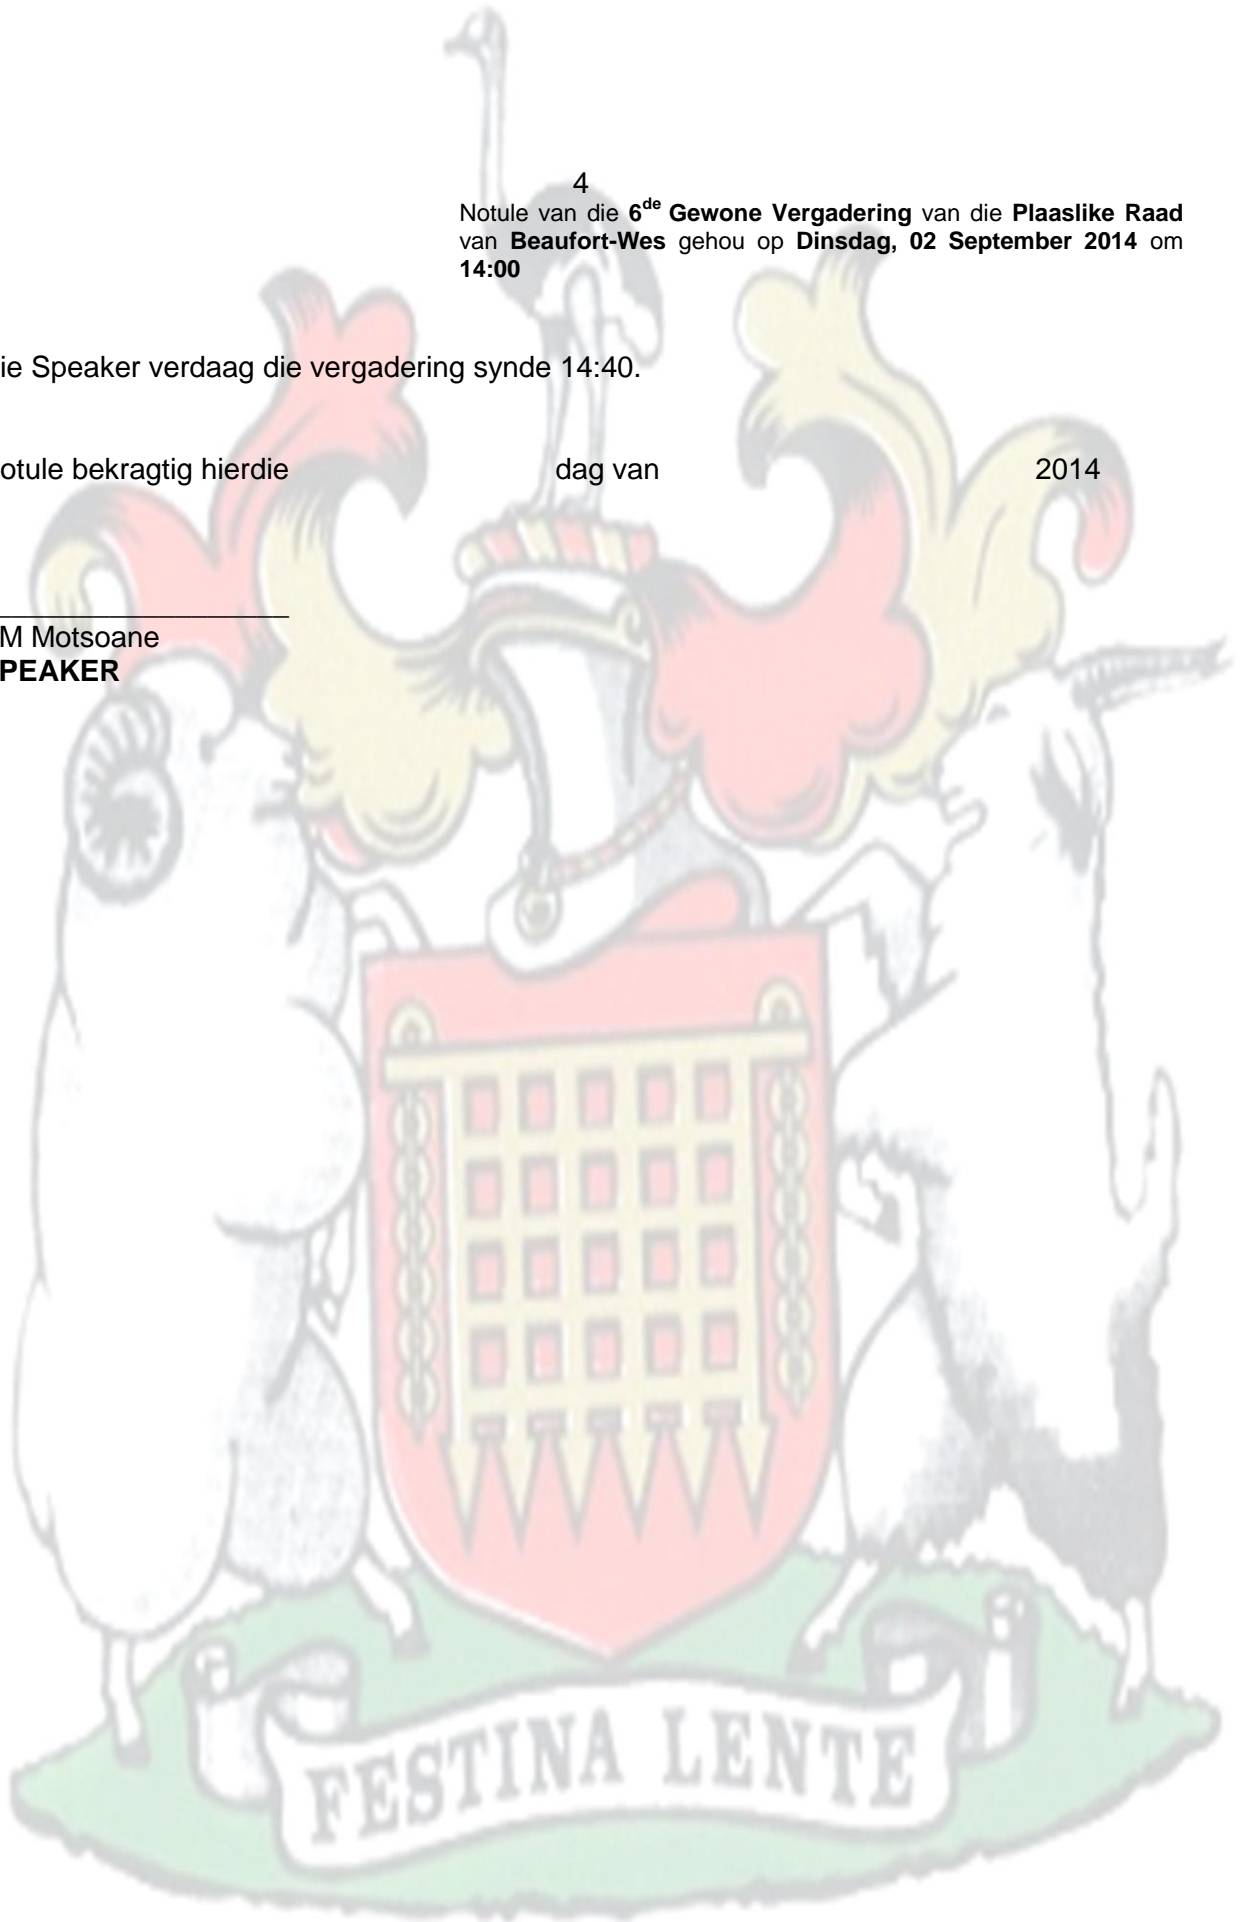 4
Notule van die 6de Gewone Vergadering van die Plaaslike Raad
van Beaufort-Wes gehou op Dinsdag, 02 September 2014 om
14:00
ie Speaker verdaag die vergadering synde 14:40.
otule bekragtig hierdie dag van 2014
M Motsoane
PEAKER
FESTINA LENTE